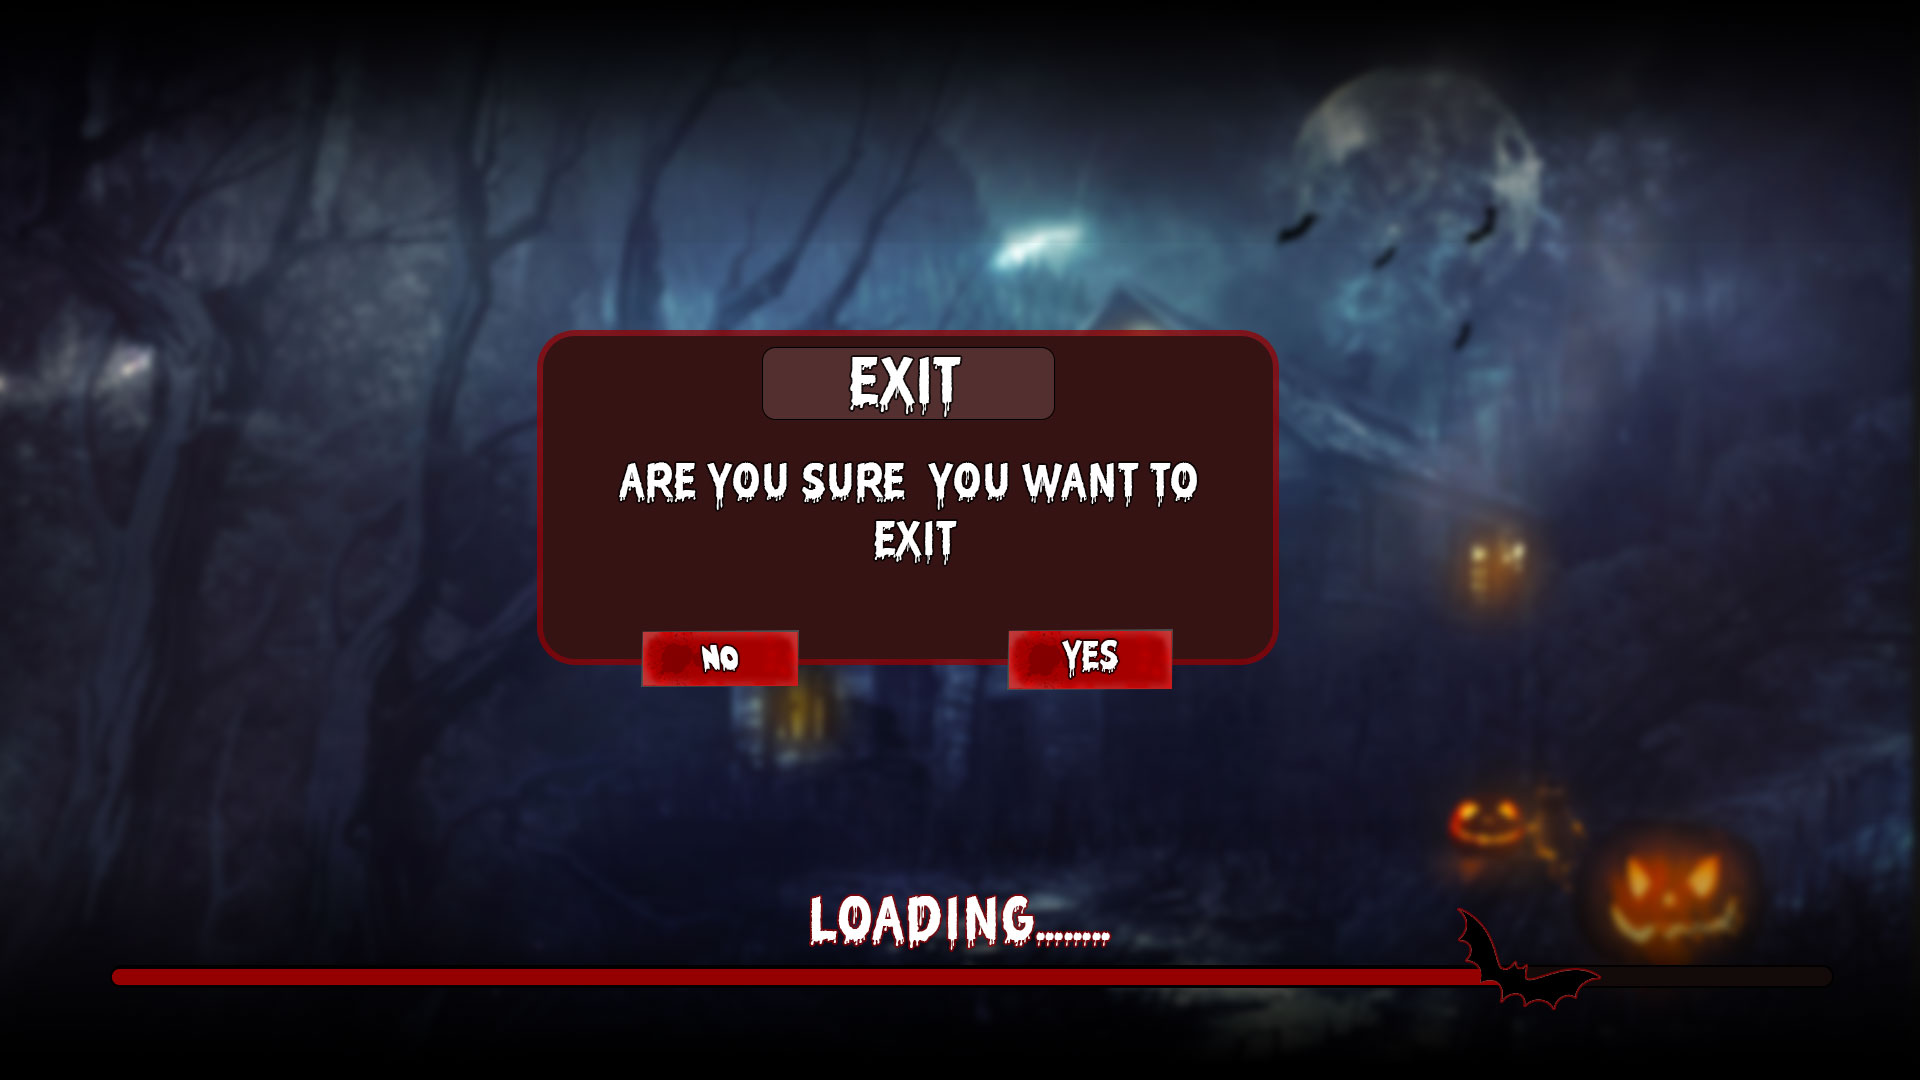 EXIT
ARE YOU SURE YOU WANT TO
EXIT
NO
YES
LOADING........